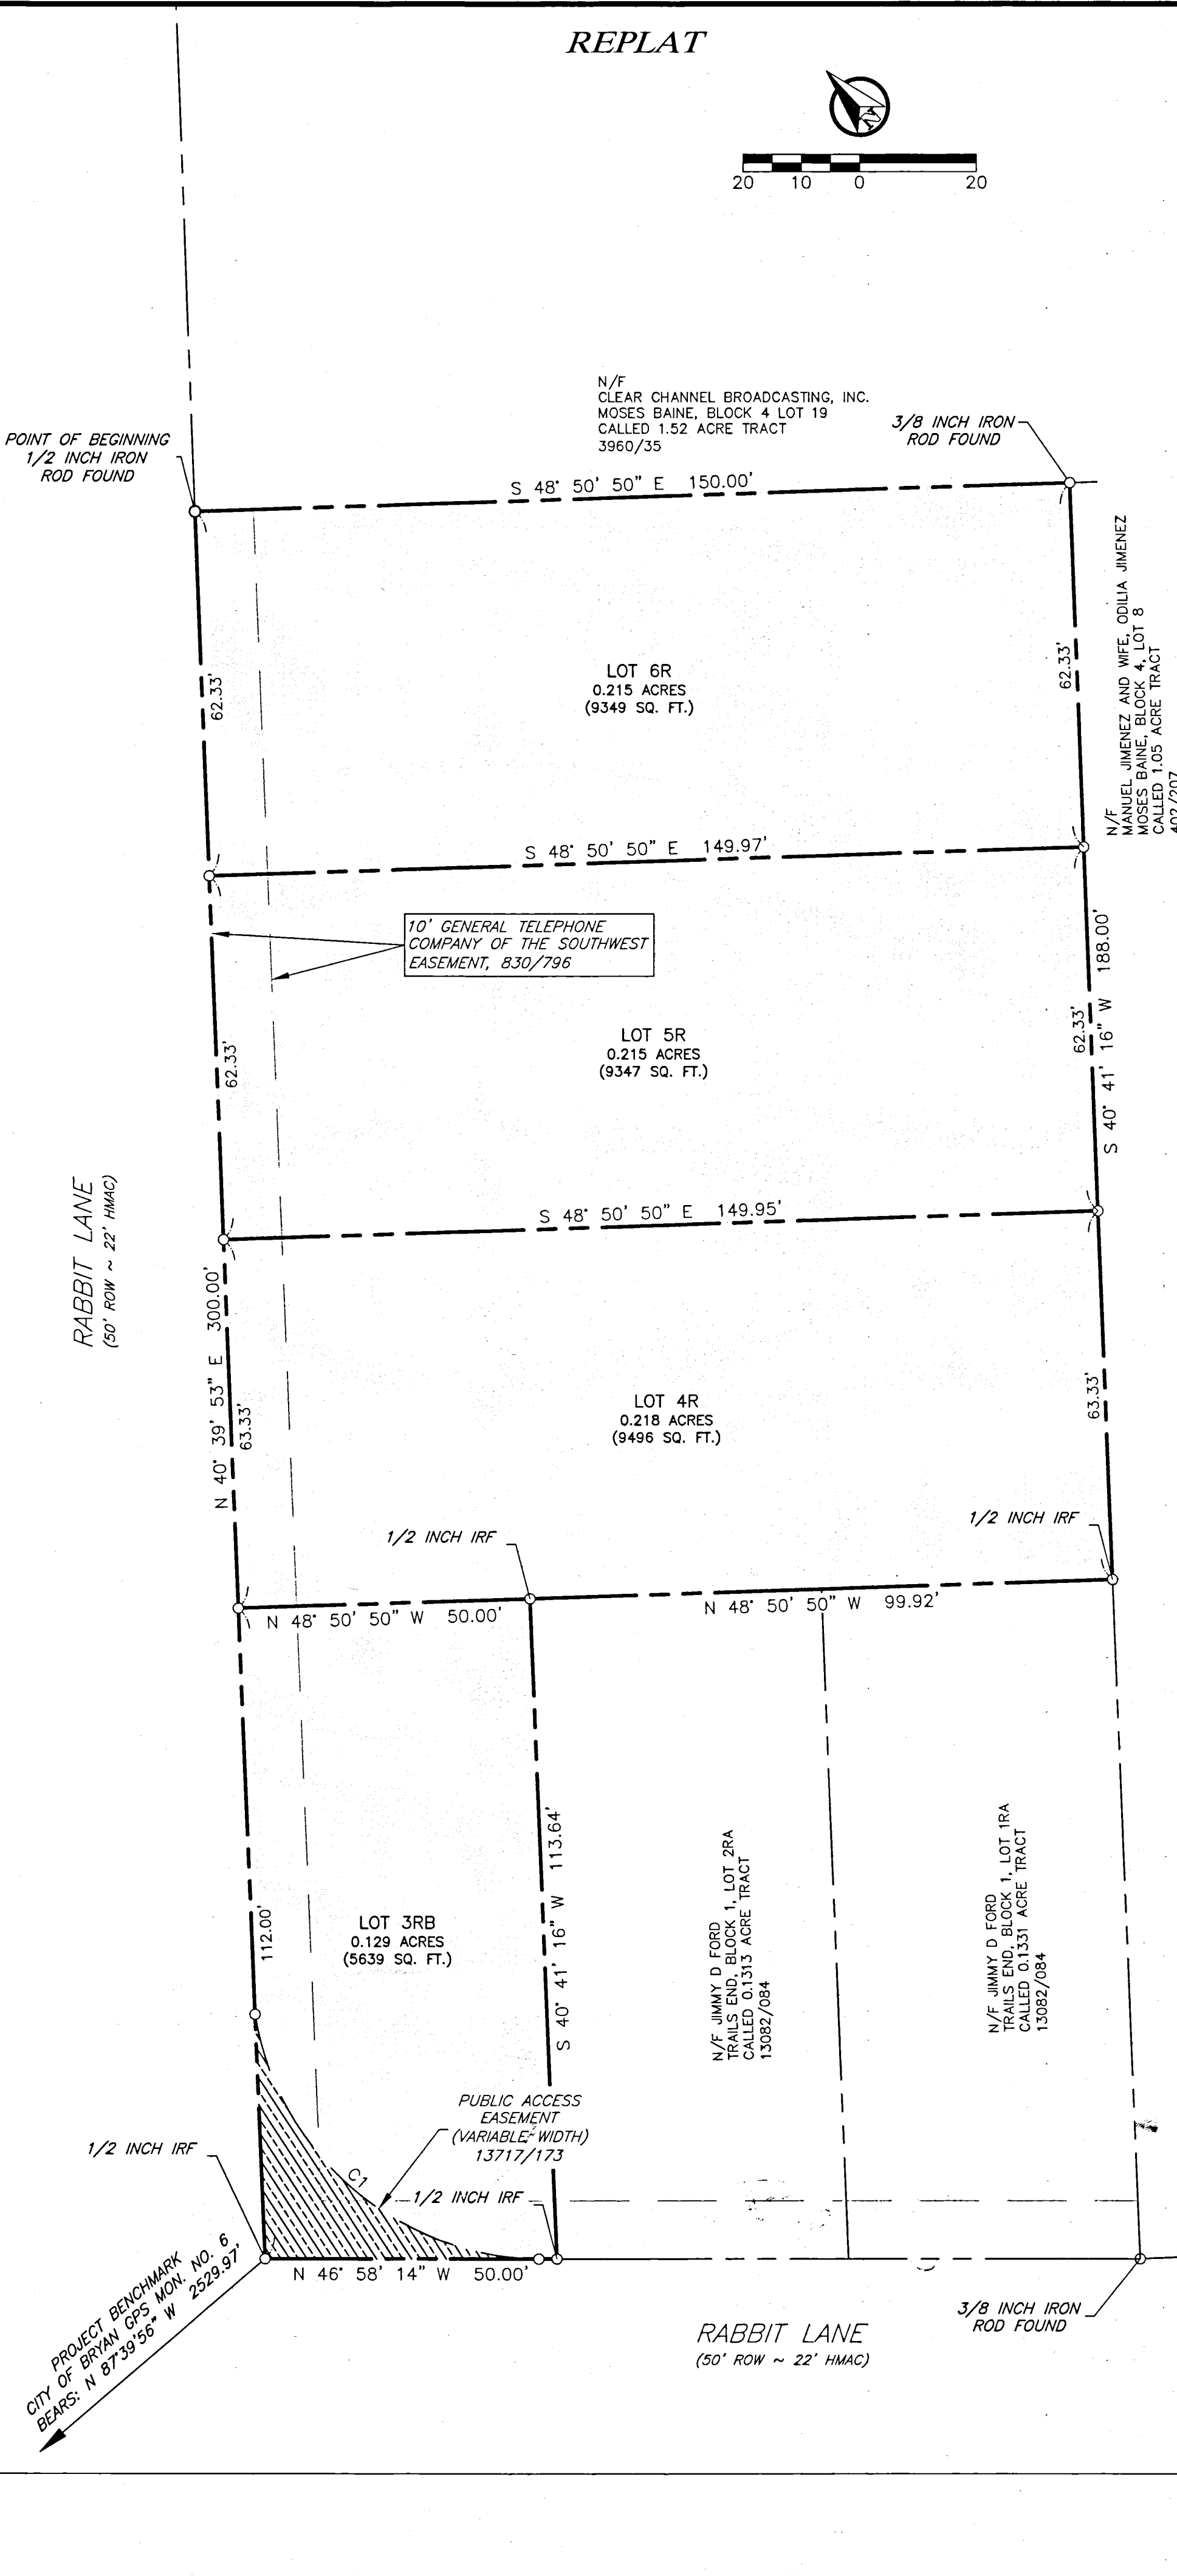 REPLAT
N
20 10 0 20
N/F
CLEAR CHANNEL BROADCASTING, INC.
MOSES BAINE, BLOCK 4 LOT 19
CALLED 1.52 ACRE TRACT
3960/35
3/8 INCH IRON
ROD FOUND
POINT OF BEGINNING
1/2 INCH IRON
ROD FOUND
S 48° 50' 50" E 150.00'
N/F
MANUEL JIMENEZ AND WIFE, ODILIA JIMENEZ
MOSES BAINE, BLOCK 4, LOT 8
CALLED 1.05 ACRE TRACT
402/207
62.33'
LOT 6R
0.215 ACRES
(9349 SQ. FT.)
62.33'
S 48° 50' 50" E 149.97'
10' GENERAL TELEPHONE
COMPANY OF THE SOUTHWEST
EASEMENT, 830/796
62.33'
LOT 5R
0.215 ACRES
(9347 SQ. FT.)
62.33'
S 40° 41' 16" W 188.00'
RABBIT LANE
(50' ROW ~ 22' HMAC)
S 48° 50' 50" E 149.95'
N 40° 39' 53" E 300.00'
63.33'
LOT 4R
0.218 ACRES
(9496 SQ. FT.)
63.33'
1/2 INCH IRF
1/2 INCH IRF
N 48° 50' 50" W 50.00'
N 48° 50' 50" W 99.92'
112.00'
LOT 3RB
0.129 ACRES
(5639 SQ. FT.)
S 40° 41' 16" W 113.64'
N/F JIMMY D FORD
TRAILS END, BLOCK 1, LOT 2RA
CALLED 0.1313 ACRE TRACT
13082/084
N/F JIMMY D FORD
TRAILS END, BLOCK 1, LOT 1RA
CALLED 0.1331 ACRE TRACT
13082/084
PUBLIC ACCESS
EASEMENT
(VARIABLE WIDTH)
13717/173
C1
1/2 INCH IRF
1/2 INCH IRF
N 46° 58' 14" W 50.00'
PROJECT BENCHMARK
CITY OF BRYAN GPS MON. NO. 6
BEARS: N 87°39'56" W 2529.97'
3/8 INCH IRON
ROD FOUND
RABBIT LANE
(50' ROW ~ 22' HMAC)